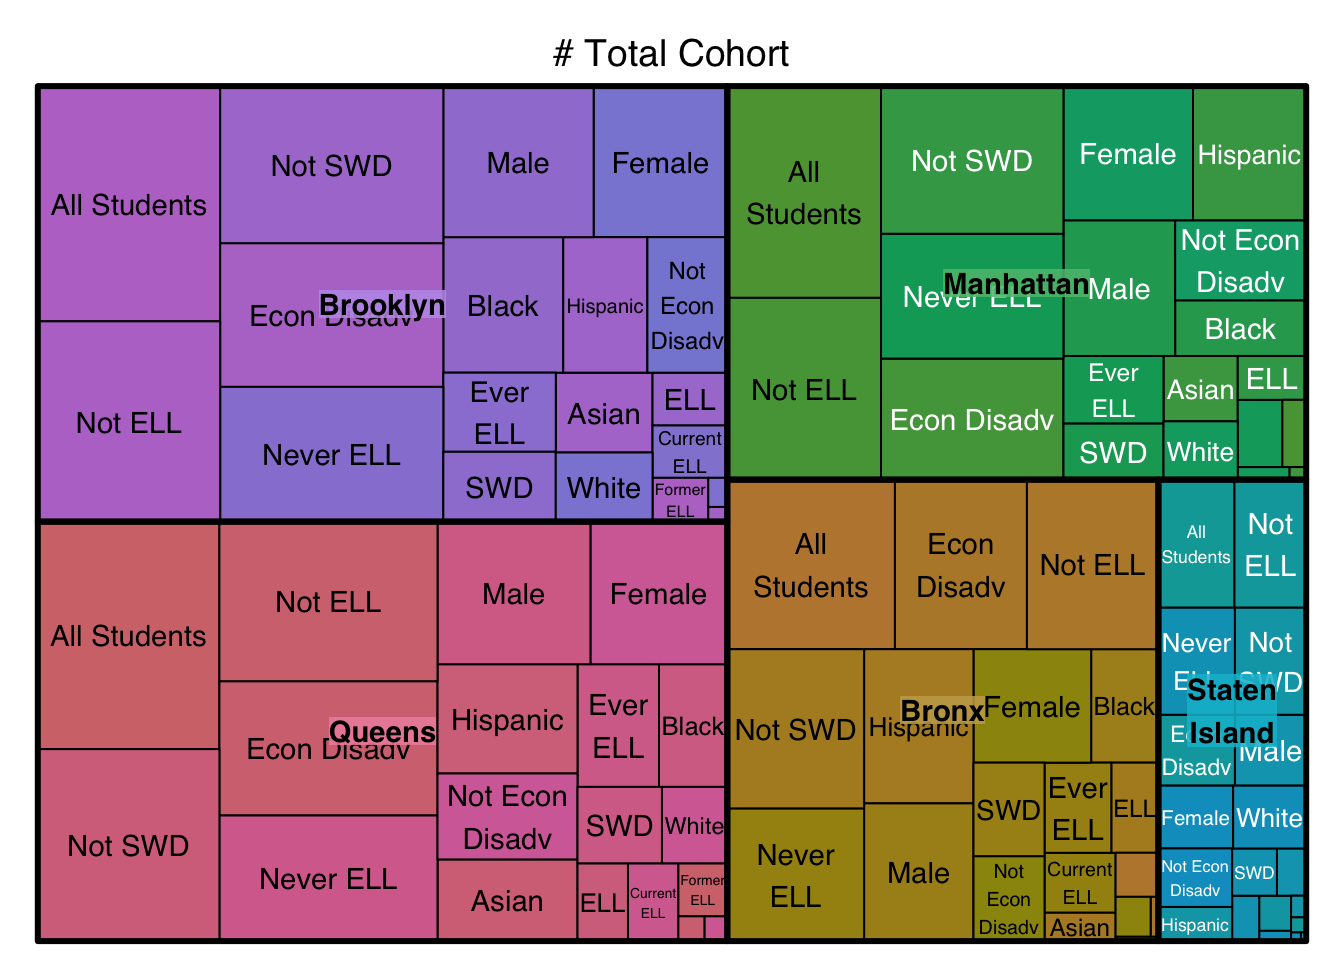 # Total Cohort
All Students
Not SWD
Male
Female
Econ Disadv
Brooklyn
Black
Hispanic
Not
Econ
Disadv
Not ELL
Never ELL
Ever
ELL
Asian
ELL
Current
ELL
SWD
White
Former
ELL
All
Students
Not SWD
Female
Hispanic
Never ELL
Manhattan
Male
Not Econ
Disadv
Black
Not ELL
Econ Disadv
Ever
ELL
Asian
ELL
SWD
White
All Students
Not ELL
Male
Female
Econ Disadv
Queens
Hispanic
Ever
ELL
Black
Not SWD
Never ELL
Not Econ
Disadv
SWD
White
Asian
ELL
Current
ELL
Former
ELL
All
Students
Econ
Disadv
Not ELL
Not SWD
Hispanic
Bronx
Female
Black
Never
ELL
Male
SWD
Ever
ELL
ELL
Not
Econ
Disadv
Current
ELL
Asian
All
Students
Not
ELL
Never
ELL
Not
SWD
Staten
Island
Econ
Disadv
Male
Female
White
Not Econ
Disadv
SWD
Hispanic